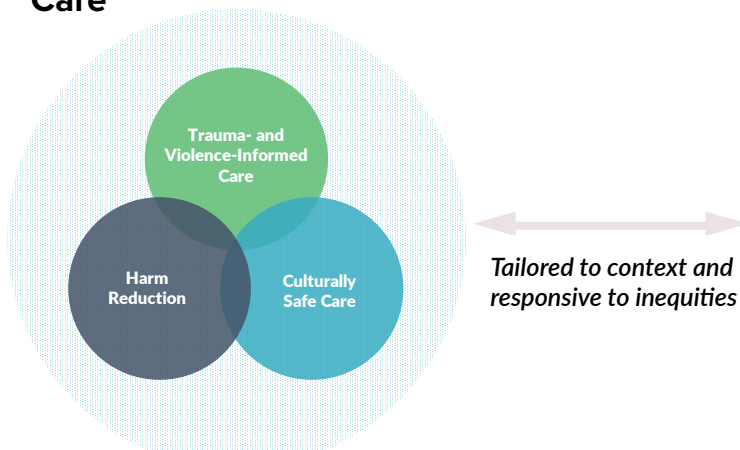 Care
Trauma- and
Violence-Informed
Care
Harm
Reduction
Culturally
Safe Care
Tailored to context and
responsive to inequities